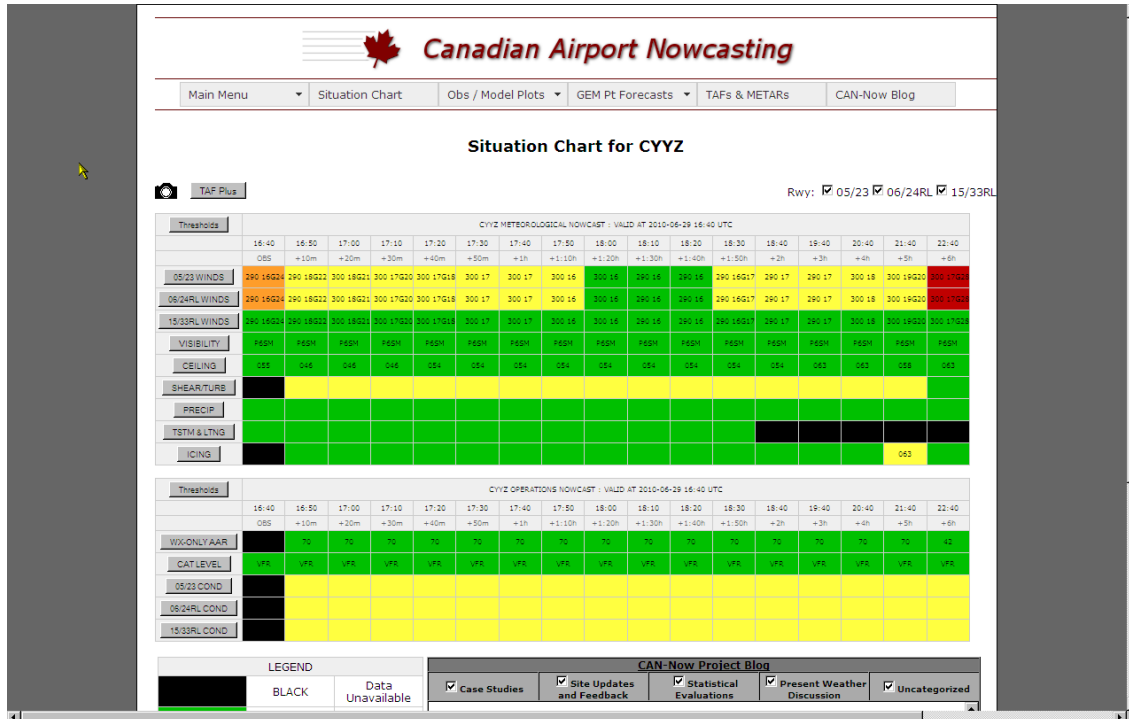 Canadian Airport Nowcasting
Main Menu Situation Chart Obs / Model Plots GEM Pt Forecasts TAFs & METARs CAN-Now Blog
Situation Chart for CYYZ
TAF Plus Rwy: 05/23 06/24RL 15/33RL
Thresholds CYYZ METEOROLOGICAL NOWCAST : VALID AT 2010-06-29 16:40 UTC
16:40 16:50 17:00 17:10 17:20 17:30 17:40 17:50 18:00 18:10 18:20 18:30 18:40 19:40 20:40 21:40 22:40
OBS +10m +20m +30m +40m +50m +1h +1:10h +1:20h +1:30h +1:40h +1:50h +2h +3h +4h +5h +6h
05/23 WINDS 290 16G24 290 18G22 300 18G21 300 17G20 300 17G18 300 17 300 17 300 16 300 16 290 16 290 16 290 16G17 290 17 290 17 300 18 300 19G20 300 17G28
06/24RL WINDS 290 16G24 290 18G22 300 18G21 300 17G20 300 17G18 300 17 300 17 300 16 300 16 290 16 290 16 290 16G17 290 17 290 17 300 18 300 19G20 300 17G28
15/33RL WINDS 290 16G24 290 18G22 300 18G21 300 17G20 300 17G18 300 17 300 17 300 16 300 16 290 16 290 16 290 16G17 290 17 290 17 300 18 300 19G20 300 17G28
VISIBILITY P6SM P6SM P6SM P6SM P6SM P6SM P6SM P6SM P6SM P6SM P6SM P6SM P6SM P6SM P6SM P6SM P6SM
CEILING 055 046 046 046 054 054 054 054 054 054 054 054 054 063 063 058 063
SHEAR/TURB
PRECIP
TSTM & LTNG
ICING 063
Thresholds CYYZ OPERATIONS NOWCAST : VALID AT 2010-06-29 16:40 UTC
16:40 16:50 17:00 17:10 17:20 17:30 17:40 17:50 18:00 18:10 18:20 18:30 18:40 19:40 20:40 21:40 22:40
OBS +10m +20m +30m +40m +50m +1h +1:10h +1:20h +1:30h +1:40h +1:50h +2h +3h +4h +5h +6h
WX-ONLY AAR 70 70 70 70 70 70 70 70 70 70 70 70 70 70 70 42
CAT LEVEL VFR VFR VFR VFR VFR VFR VFR VFR VFR VFR VFR VFR VFR VFR VFR VFR VFR
05/23 COND
06/24RL COND
15/33RL COND
LEGEND
BLACK Data Unavailable
CAN-Now Project Blog
Case Studies Site Updates and Feedback Statistical Evaluations Present Weather Discussion Uncategorized